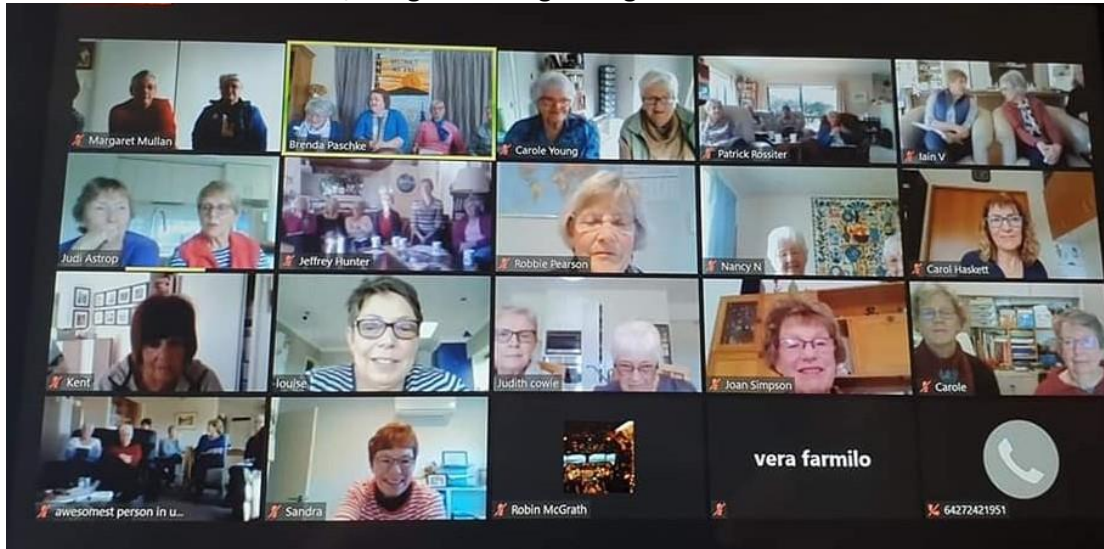 Margaret Mullan
Brenda Paschke
Carole Young
Patrick Rossiter
Iain V
Judi Astrop
Jeffrey Hunter
Robbie Pearson
Nancy N
Carol Haskett
Kent
louise
Judith cowie
Joan Simpson
Carole
awesomest person in u...
Sandra
Robin McGrath
vera farmilo
64272421951